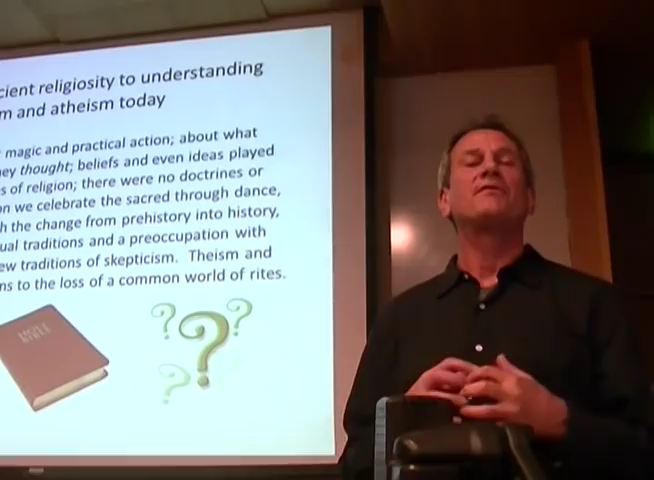 cient religiosity to understanding
m and atheism today
magic and practical action; about what
ey thought; beliefs and even ideas played
s of religion; there were no doctrines or
on we celebrate the sacred through dance,
h the change from prehistory into history,
ual traditions and a preoccupation with
ew traditions of skepticism. Theism and
ns to the loss of a common world of rites.
BIBLE
? ? ? ?